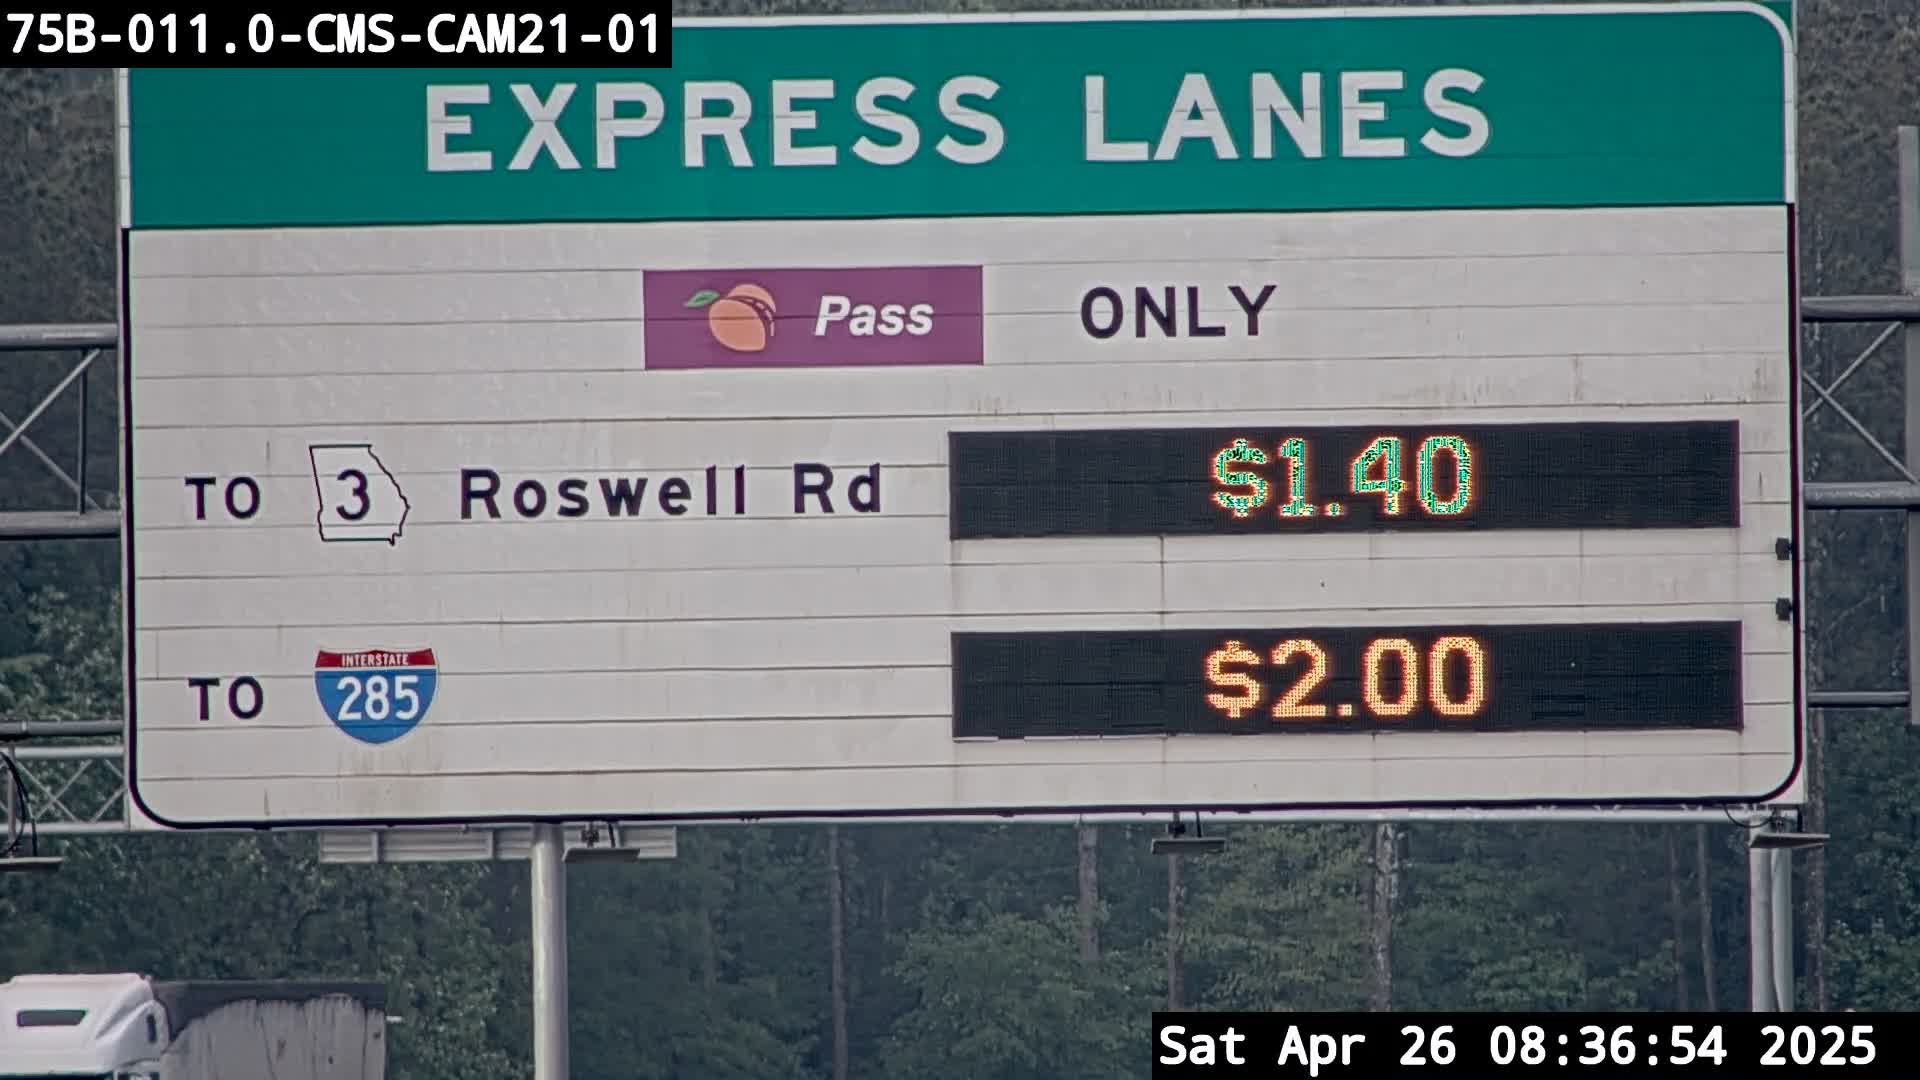 75B-011.0-CMS-CAM21-01
EXPRESS LANES
Pass ONLY
TO 3 Roswell Rd $1.40
TO INTERSTATE 285 $2.00
Sat Apr 26 08:36:54 2025